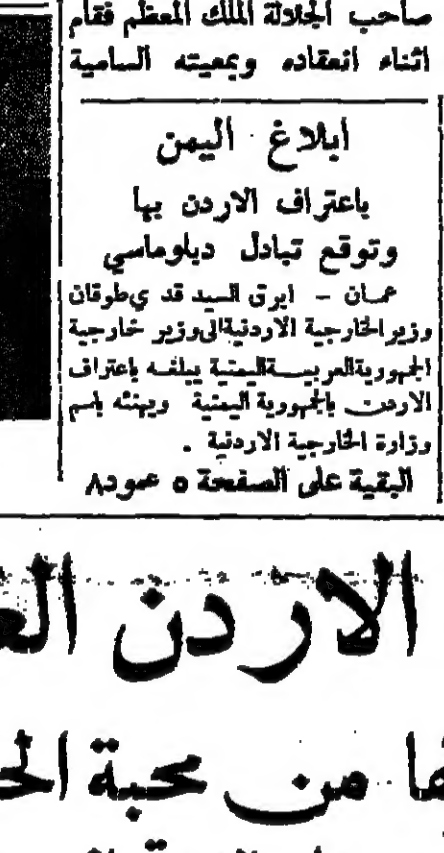 صاحب الجلالة الملك المعظم فقام
اثناء انعقاده وبمعيته السامية
ابلاغ اليمن
باعتراف الاردن بها
وتوقع تبادل دبلوماسي
عمان - ابرق السيد قدري طوقان
وزير الخارجية الاردنية الى وزير خارجية
الجمهورية العربية اليمنية يبلغه باعتراف
الاردن بالجمهورية اليمنية ويهنئه باسم
وزارة الخارجية الاردنية .
البقية على الصفحة ٥ عمود ٨
الاردن الع
من محبة الح